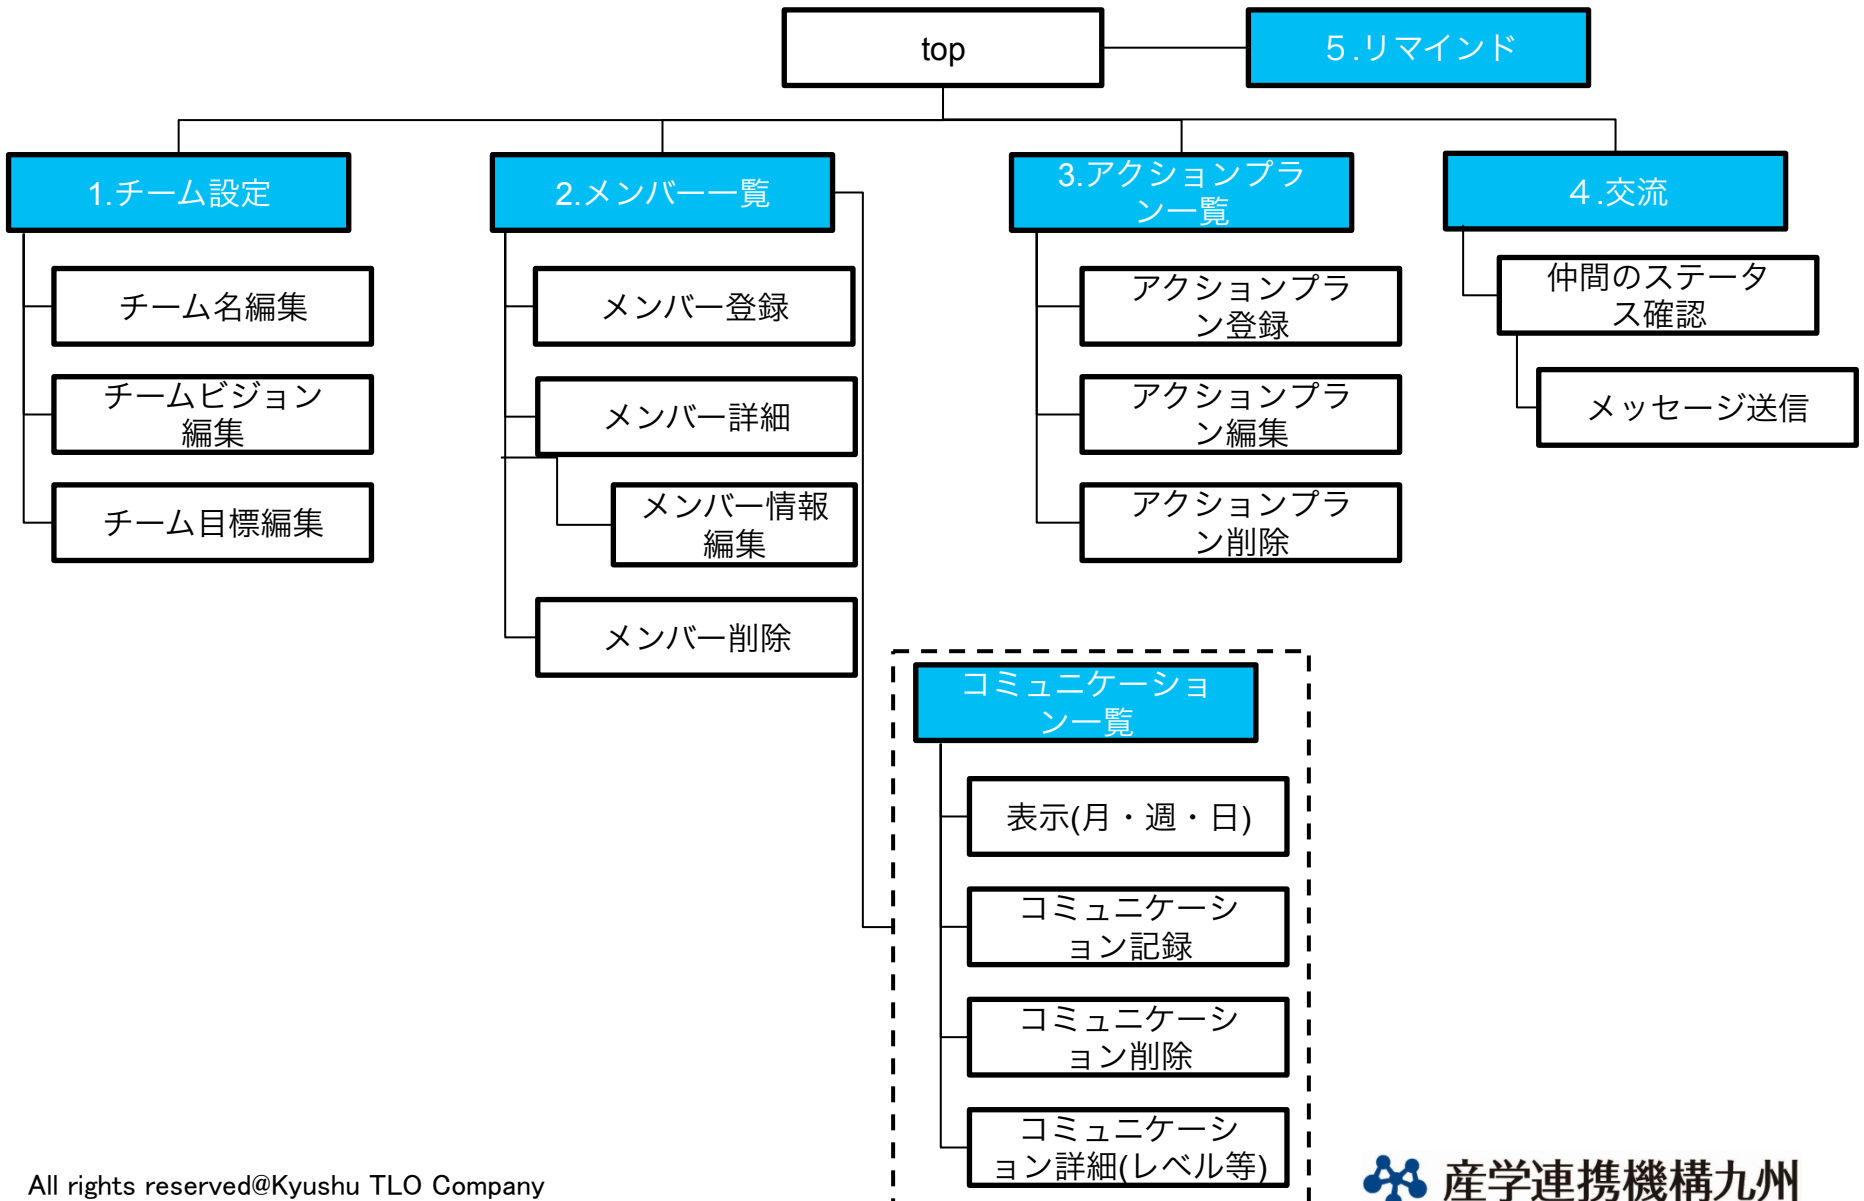 top
５.リマインド
1.チーム設定
チーム名編集
チームビジョン
編集
チーム目標編集
2.メンバー一覧
メンバー登録
メンバー詳細
メンバー情報
編集
メンバー削除
3.アクションプラ
ン一覧
アクションプラ
ン登録
アクションプラ
ン編集
アクションプラ
ン削除
４.交流
仲間のステータ
ス確認
メッセージ送信
コミュニケーショ
ン一覧
表示(月・週・日)
コミュニケーシ
ョン記録
コミュニケーシ
ョン削除
コミュニケーシ
ョン詳細(レベル等)
All rights reserved@Kyushu TLO Company
産学連携機構九州